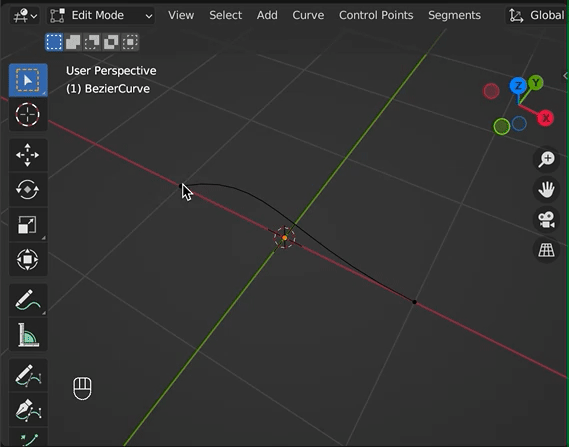 Edit Mode View Select Add Curve Control Points Segments Global
User Perspective
(1) BezierCurve
Z Y
X